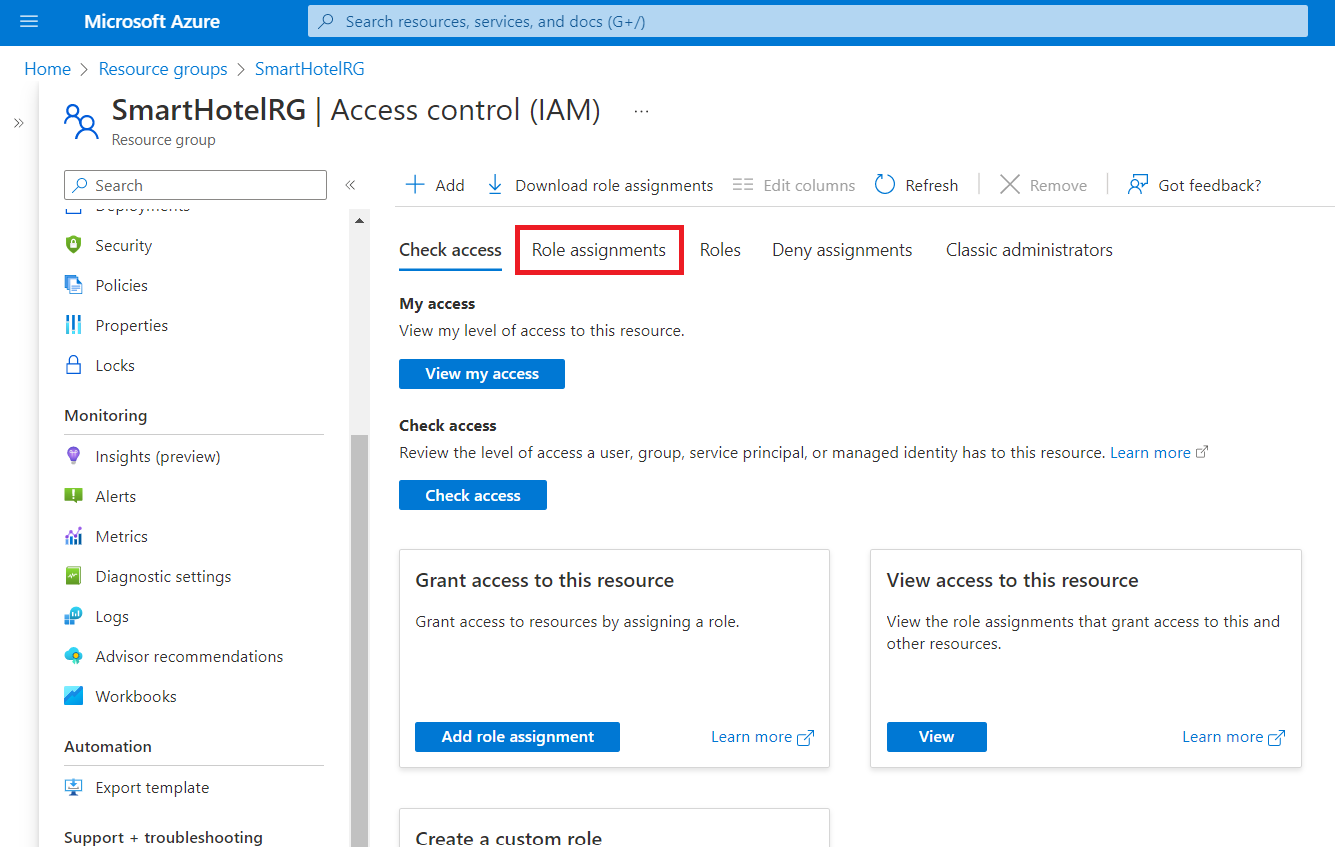 Microsoft Azure
Search resources, services, and docs (G+/)
Home > Resource groups > SmartHotelRG
SmartHotelRG | Access control (IAM) ...
Resource group
Search
Deployments
Security
Policies
Properties
Locks
Monitoring
Insights (preview)
Alerts
Metrics
Diagnostic settings
Logs
Advisor recommendations
Workbooks
Automation
Export template
Support + troubleshooting
Add Download role assignments Edit columns Refresh Remove Got feedback?
Check access Role assignments Roles Deny assignments Classic administrators
My access
View my level of access to this resource.
View my access
Check access
Review the level of access a user, group, service principal, or managed identity has to this resource. Learn more
Check access
Grant access to this resource
Grant access to resources by assigning a role.
Add role assignment Learn more
View access to this resource
View the role assignments that grant access to this and
other resources.
View Learn more
Create a custom role